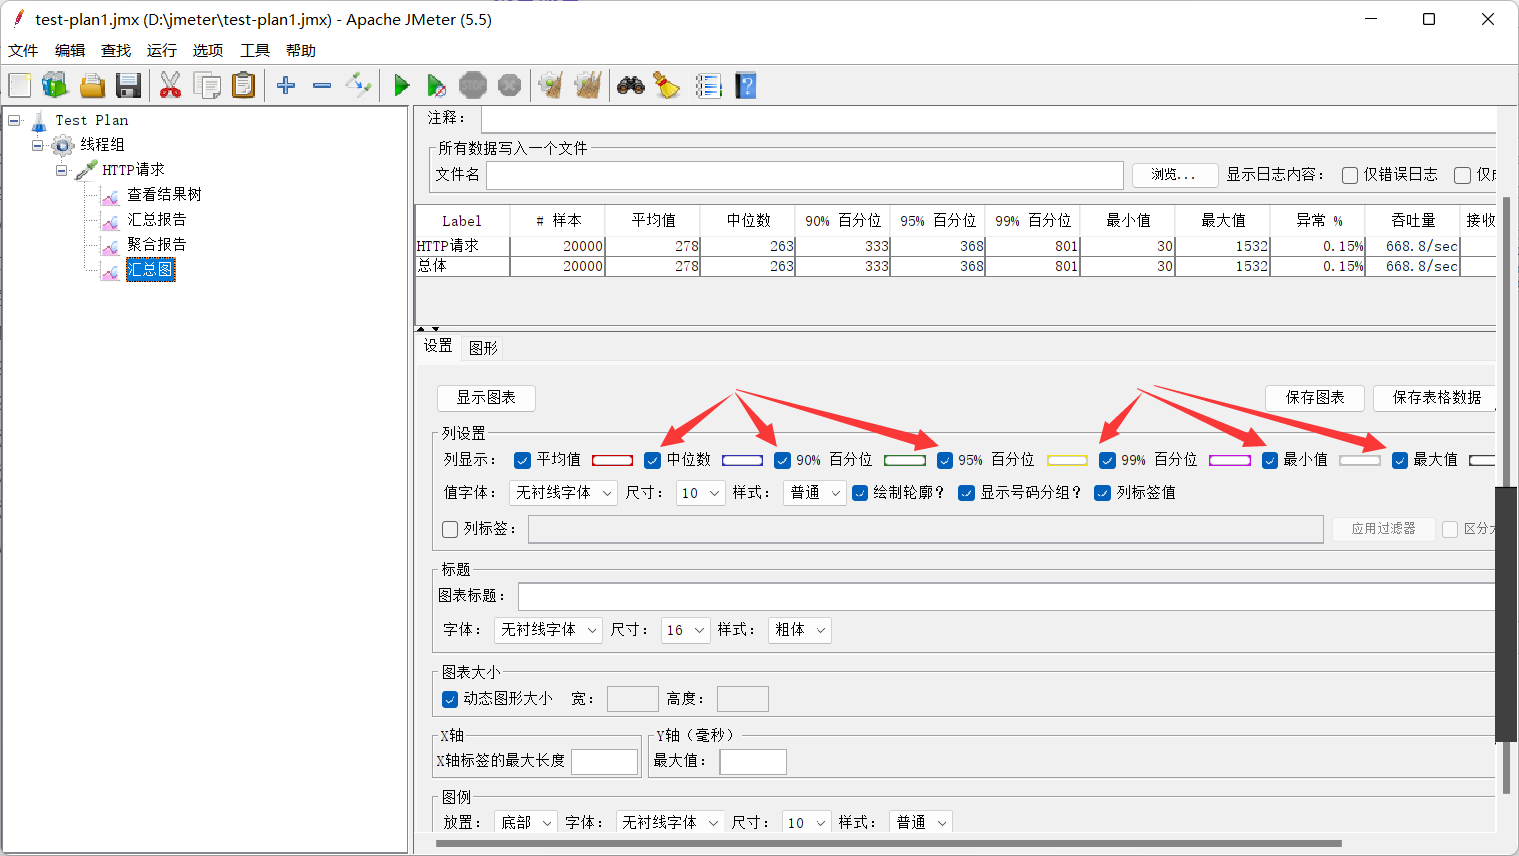 test-plan1.jmx (D:\jmeter\test-plan1.jmx) - Apache JMeter (5.5)
文件 编辑 查找 运行 选项 工具 帮助
STOP
Test Plan
线程组
HTTP请求
查看结果树
汇总报告
聚合报告
汇总图
注释：
所有数据写入一个文件
文件名 浏览... 显示日志内容： 仅错误日志 仅成
Label # 样本 平均值 中位数 90% 百分位 95% 百分位 99% 百分位 最小值 最大值 异常 % 吞吐量 接收
HTTP请求 20000 278 263 333 368 801 30 1532 0.15% 668.8/sec
总体 20000 278 263 333 368 801 30 1532 0.15% 668.8/sec
设置 图形
显示图表 保存图表 保存表格数据
列设置
列显示： 平均值 中位数 90% 百分位 95% 百分位 99% 百分位 最小值 最大值
值字体： 无衬线字体 尺寸： 10 样式： 普通 绘制轮廓？ 显示号码分组？ 列标签值
列标签： 应用过滤器 区分大
标题
图表标题：
字体： 无衬线字体 尺寸： 16 样式： 粗体
图表大小
动态图形大小 宽： 高度：
X轴 Y轴（毫秒）
X轴标签的最大长度 最大值：
图例
放置： 底部 字体： 无衬线字体 尺寸： 10 样式： 普通